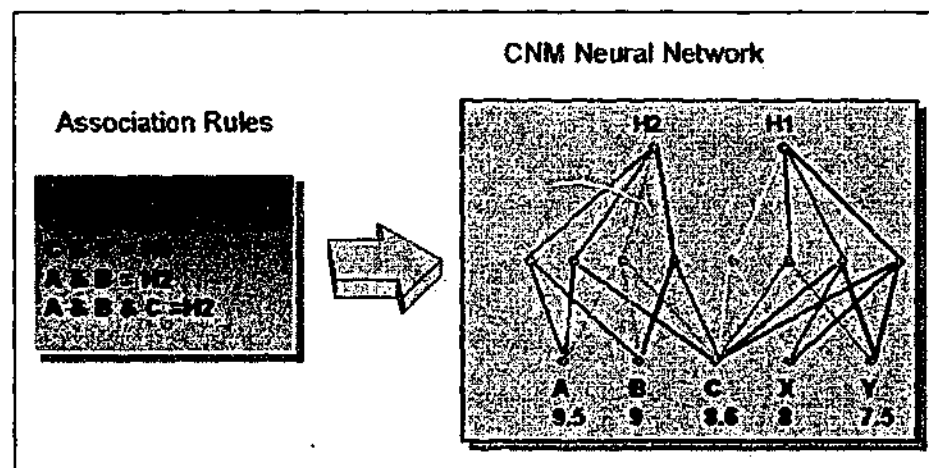 CNM Neural Network
Association Rules
H2 H1
A & B = H2
A & B & C =H2
A B C X Y
9.5 9 8.5 8 7.5